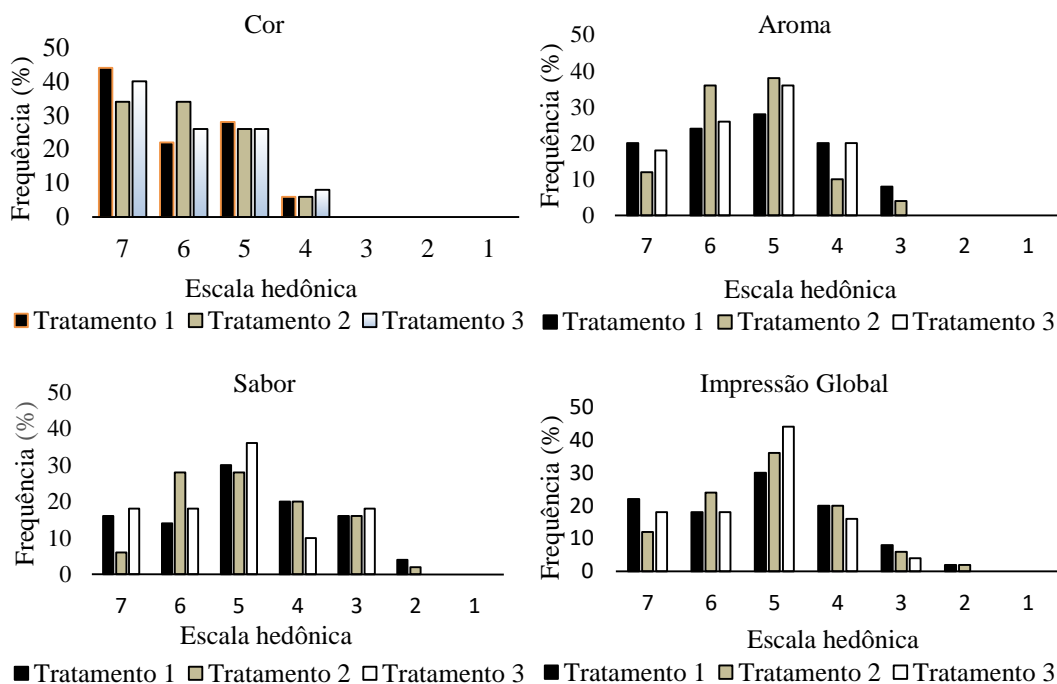 Cor
Frequência (%)
50
40
30
20
10
0
7 6 5 4 3 2 1
Escala hedônica
Tratamento 1 Tratamento 2 Tratamento 3
Aroma
Frequência (%)
50
40
30
20
10
0
7 6 5 4 3 2 1
Escala hedônica
Tratamento 1 Tratamento 2 Tratamento 3
Sabor
Frequência (%)
50
40
30
20
10
0
7 6 5 4 3 2 1
Escala hedônica
Tratamento 1 Tratamento 2 Tratamento 3
Impressão Global
Frequência (%)
50
40
30
20
10
0
7 6 5 4 3 2 1
Escala hedônica
Tratamento 1 Tratamento 2 Tratamento 3